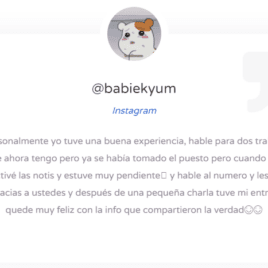 @babiekyum
Instagram
sonalmente yo tuve una buena experiencia, hable para dos tra
ahora tengo pero ya se había tomado el puesto pero cuando
tivé las notis y estuve muy pendiente y hable al numero y les
acias a ustedes y después de una pequeña charla tuve mi entr
quede muy feliz con la info que compartieron la verdad